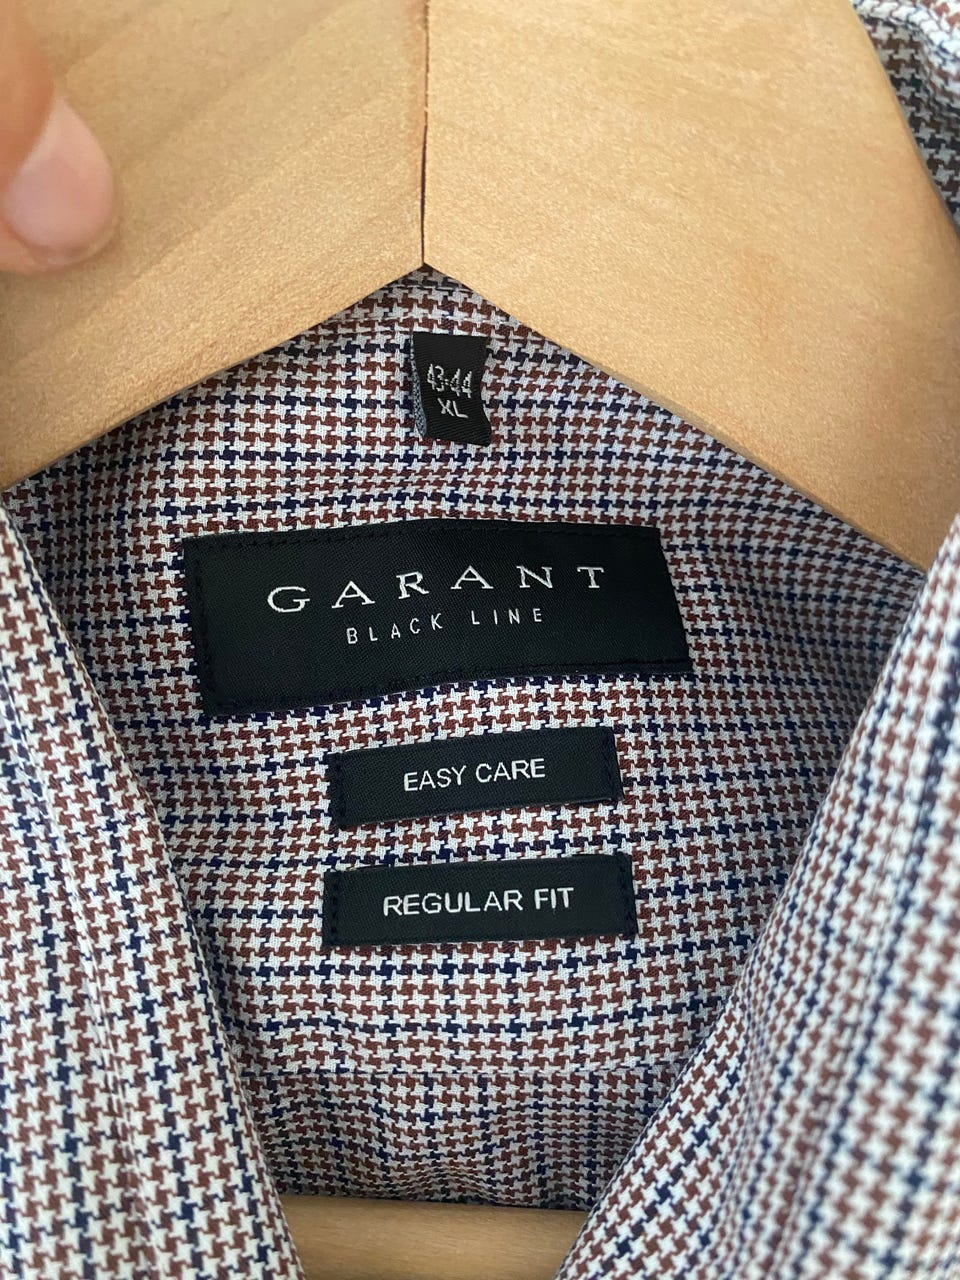 43-44
XL
GARANT
BLACK LINE
EASY CARE
REGULAR FIT